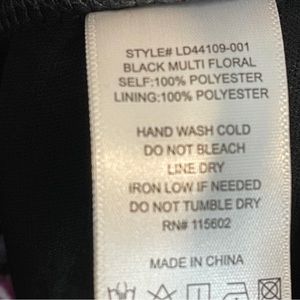 STYLE# LD44109-001
BLACK MULTI FLORAL
SELF:100% POLYESTER
LINING:100% POLYESTER
HAND WASH COLD
DO NOT BLEACH
LINE DRY
IRON LOW IF NEEDED
DO NOT TUMBLE DRY
RN# 115602
MADE IN CHINA